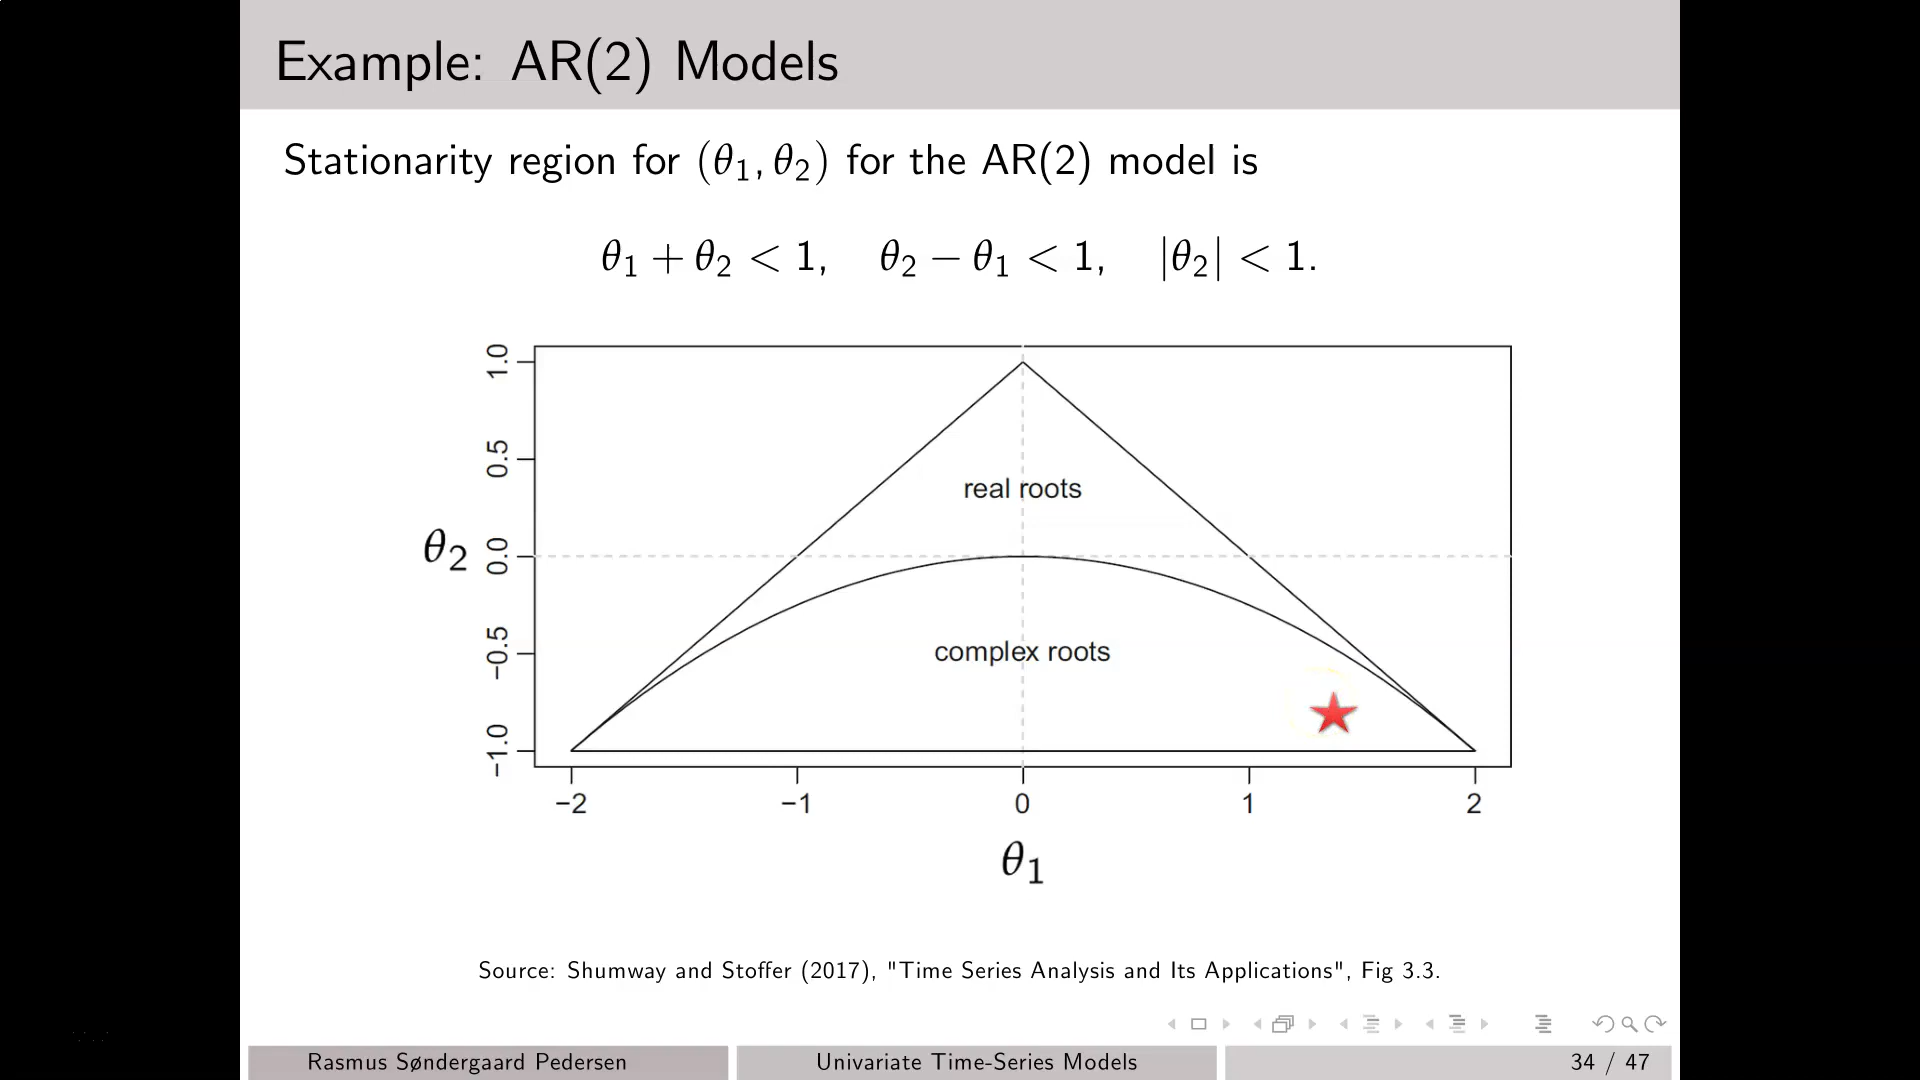 Example: AR(2) Models
Stationarity region for (θ₁, θ₂) for the AR(2) model is
θ₁ + θ₂ < 1, θ₂ − θ₁ < 1, |θ₂| < 1.
1.0
0.5
0.0
−0.5
−1.0
θ₂
real roots
complex roots
−2 −1 0 1 2
θ₁
Source: Shumway and Stoffer (2017), "Time Series Analysis and Its Applications", Fig 3.3.
Rasmus Søndergaard Pedersen Univariate Time-Series Models 34 / 47